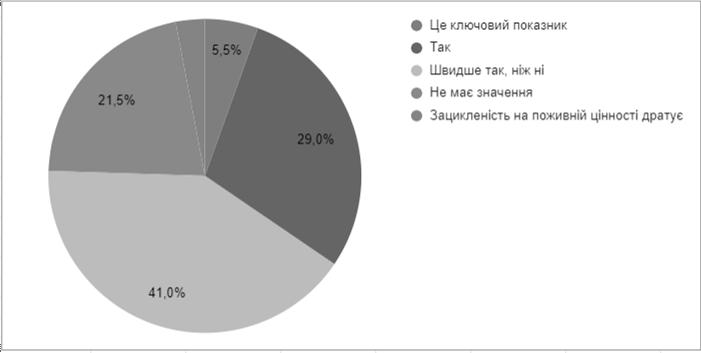 5,5%
29,0%
41,0%
21,5%
Це ключовий показник
Так
Швидше так, ніж ні
Не має значення
Зацикленість на поживній цінності дратує